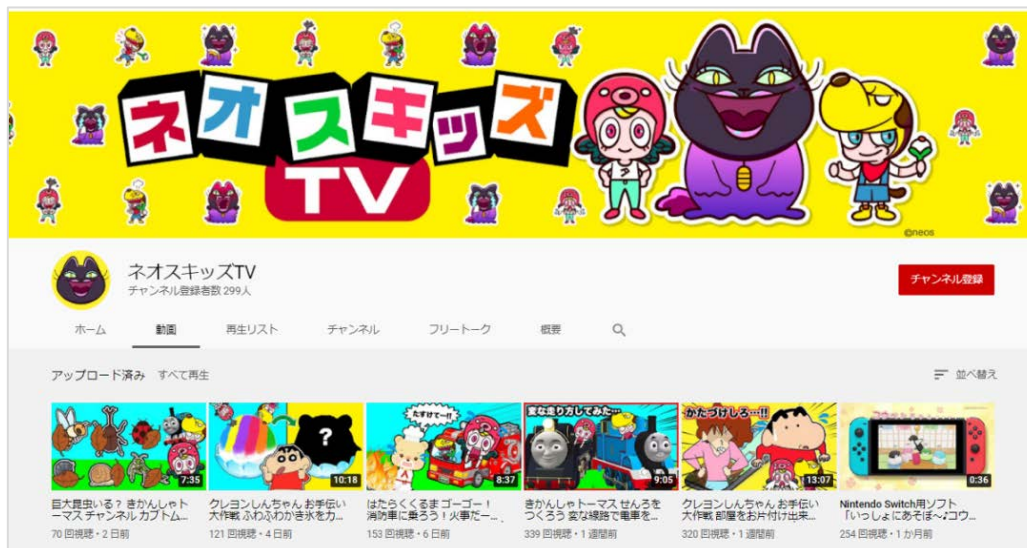 ネオスキッズ
TV
©neos
ネオスキッズTV
チャンネル登録者数 299人
チャンネル登録
ホーム 動画 再生リスト チャンネル フリートーク 概要
アップロード済み すべて再生
並べ替え
7:35
?
10:18
たすけてー!!
8:37
変な走り方してみた…
9:05
かたづけしろ…!!
13:07
0:36
巨大昆虫いる？ きかんしゃト
ーマス チャンネル カブトム...
70 回視聴・2 日前
クレヨンしんちゃん お手伝い
大作戦 ふわふわかき氷を力...
121 回視聴・4 日前
はたらくくるま ゴーゴー！
消防車に乗ろう！火事だー...
153 回視聴・6 日前
きかんしゃトーマス せんろを
つくろう 変な線路で電車を...
339 回視聴・1 週間前
クレヨンしんちゃん お手伝い
大作戦 部屋をお片付け出来...
320 回視聴・1 週間前
Nintendo Switch用ソフト
「いっしょにあそぼ～♪コウ...
254 回視聴・1 か月前